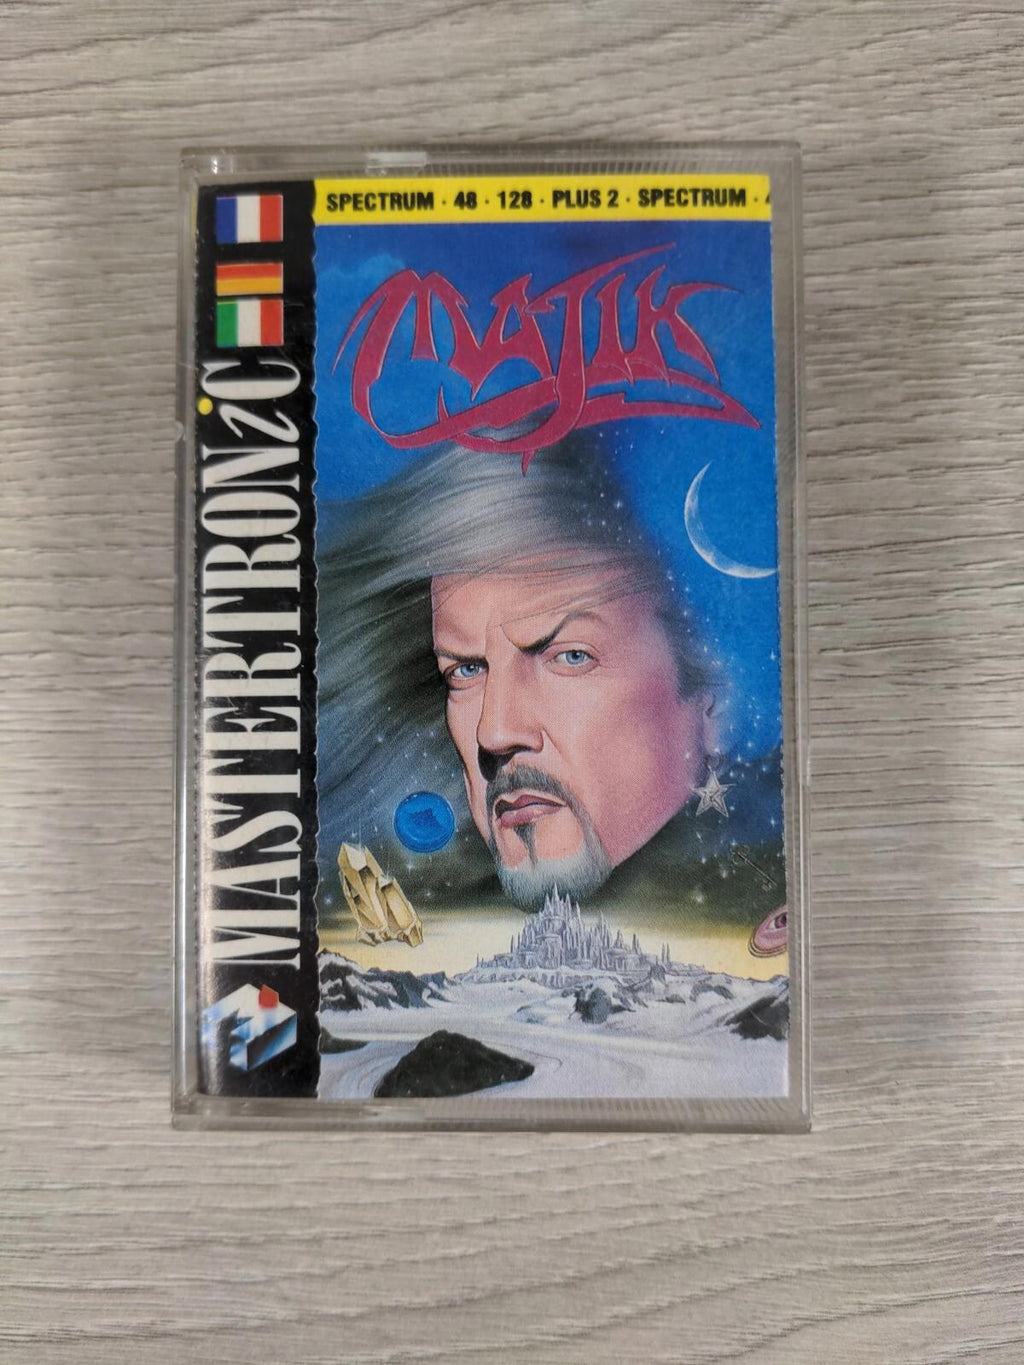 SPECTRUM · 48 · 128 · PLUS 2 · SPECTRUM ·
MAJIK
MASTERTRONiC